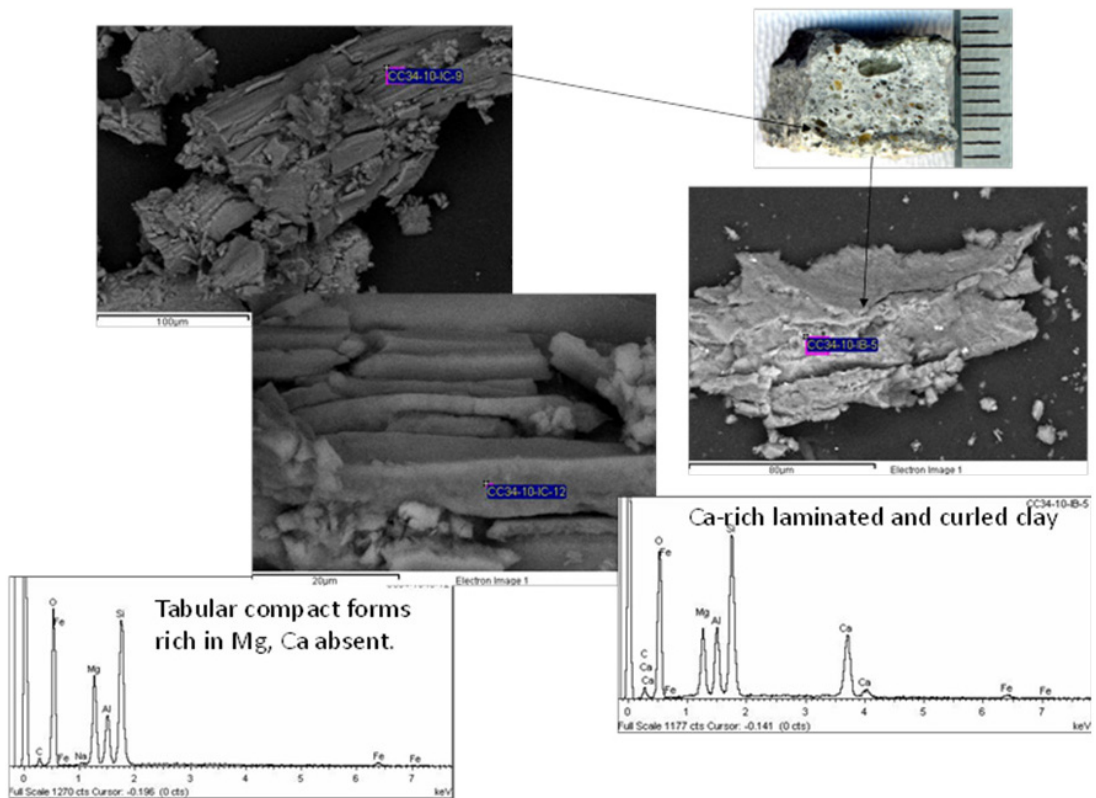 CC34-10-IC-9
100µm
CC34-10-IB-5
80µm
Electron Image 1
CC34-10-IC-12
20µm
Electron Image 1
CC34-10-IB-5
Ca-rich laminated and curled clay
O
Fe
Si
Mg
Al
C
Ca
Ca
Fe
Ca
Ca
Fe
Fe
0 1 2 3 4 5 6 7
Full Scale 1177 cts Cursor: -0.141 (0 cts)
keV
Tabular compact forms
rich in Mg, Ca absent.
O
Fe
Si
Mg
Al
C
Fe
Na
Fe
Fe
0 1 2 3 4 5 6 7
Full Scale 1270 cts Cursor: -0.196 (0 cts)
keV